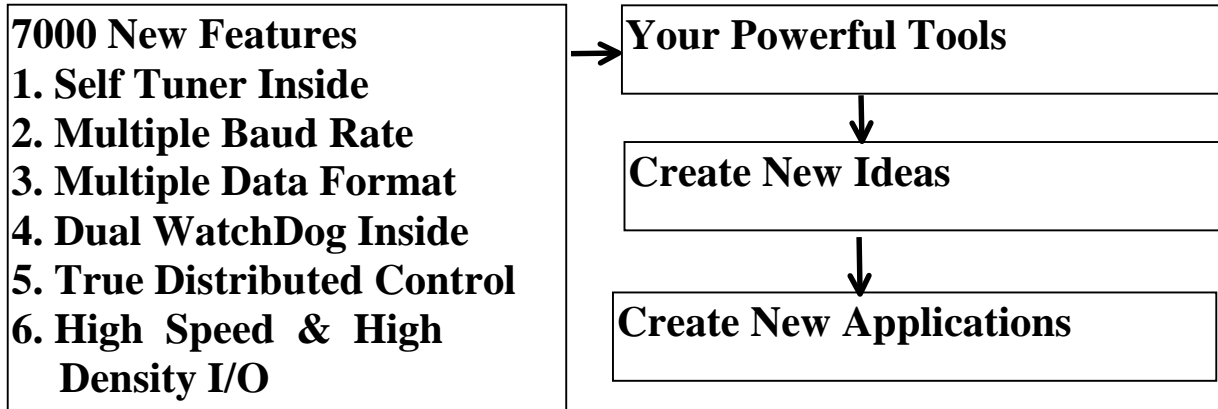 7000 New Features
1. Self Tuner Inside
2. Multiple Baud Rate
3. Multiple Data Format
4. Dual WatchDog Inside
5. True Distributed Control
6. High Speed & High
Density I/O
Your Powerful Tools
Create New Ideas
Create New Applications